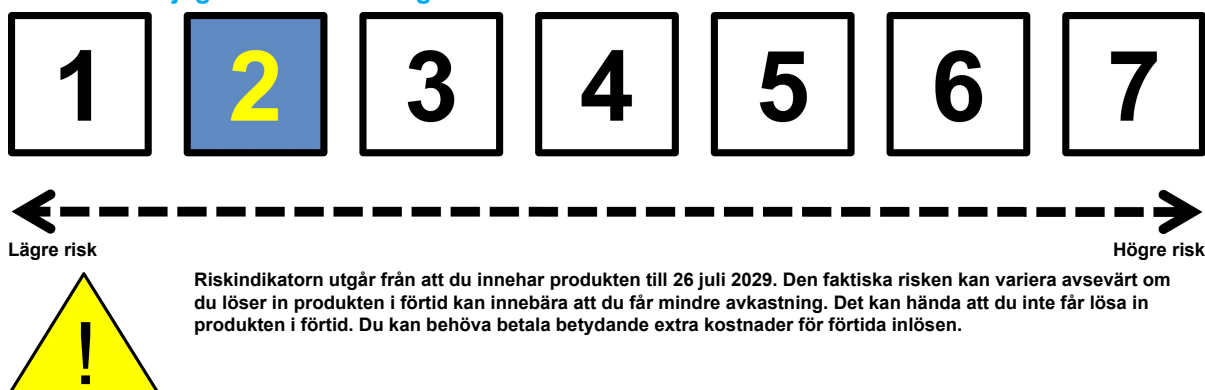 1 2 3 4 5 6 7
Lägre risk Högre risk
Riskindikatorn utgår från att du innehar produkten till 26 juli 2029. Den faktiska risken kan variera avsevärt om
du löser in produkten i förtid kan innebära att du får mindre avkastning. Det kan hända att du inte får lösa in
produkten i förtid. Du kan behöva betala betydande extra kostnader för förtida inlösen.
!